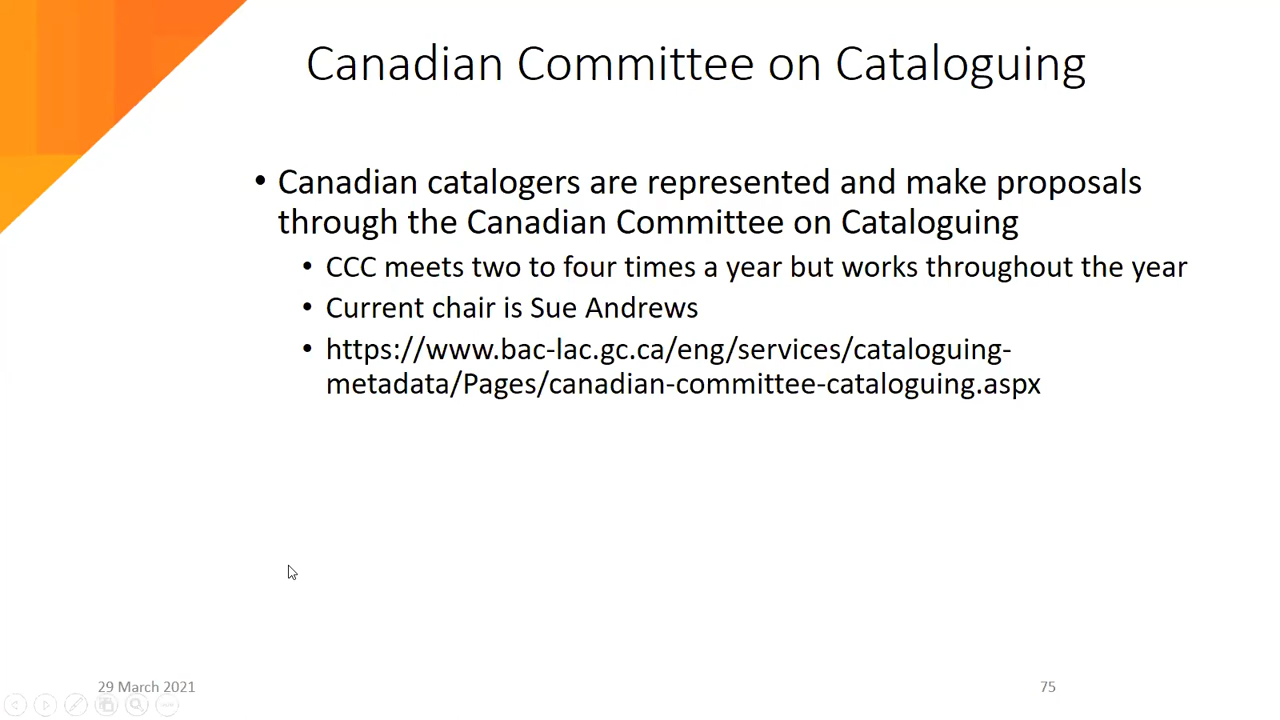 Canadian Committee on Cataloguing
• Canadian catalogers are represented and make proposals
through the Canadian Committee on Cataloguing
• CCC meets two to four times a year but works throughout the year
• Current chair is Sue Andrews
• https://www.bac-lac.gc.ca/eng/services/cataloguing-
metadata/Pages/canadian-committee-cataloguing.aspx
29 March 2021
75